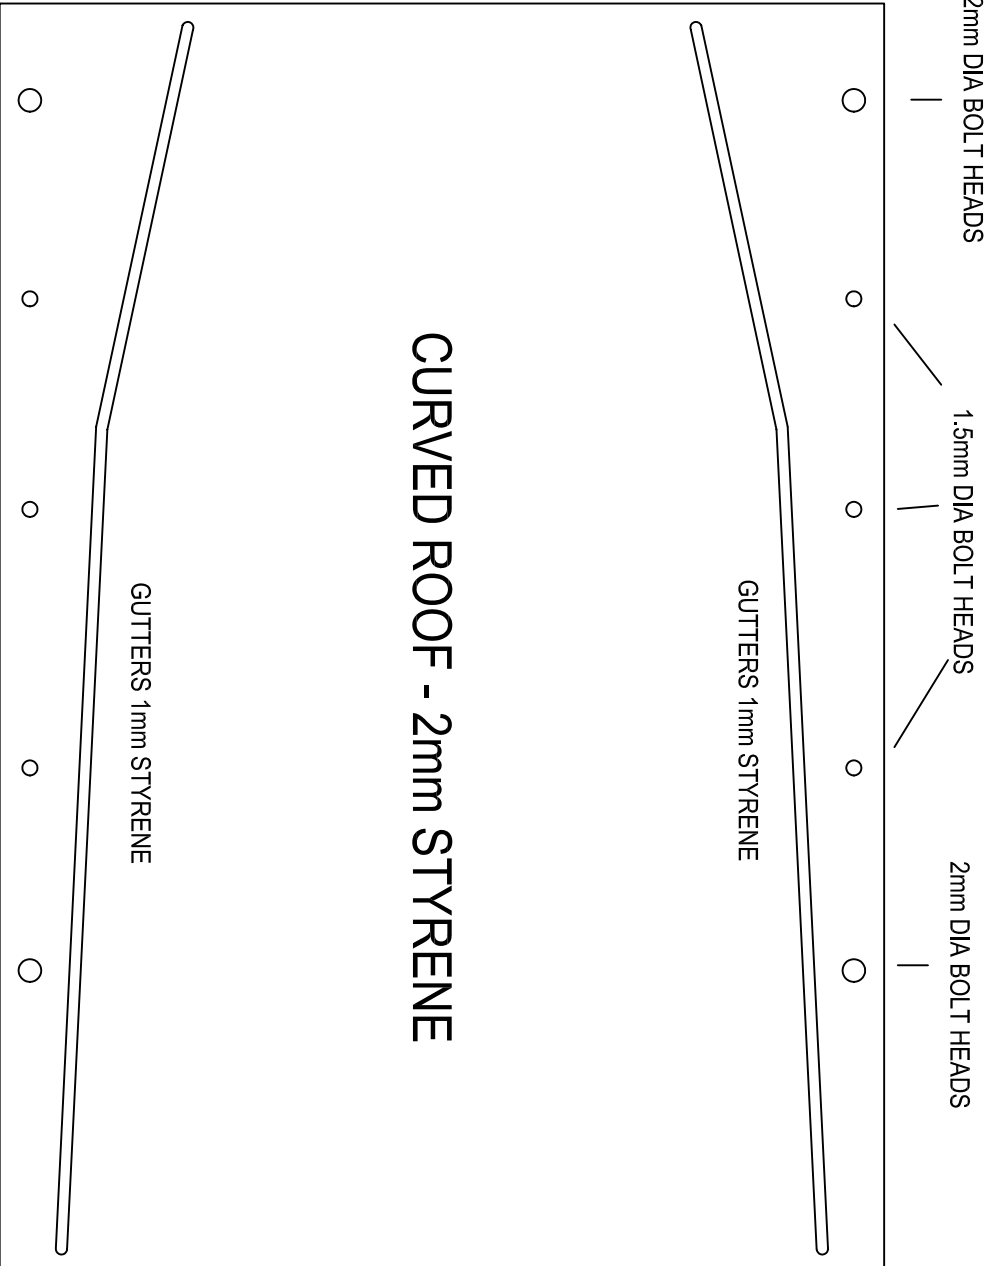 2mm DIA BOLT HEADS
1.5mm DIA BOLT HEADS
2mm DIA BOLT HEADS
GUTTERS 1mm STYRENE
CURVED ROOF - 2mm STYRENE
GUTTERS 1mm STYRENE